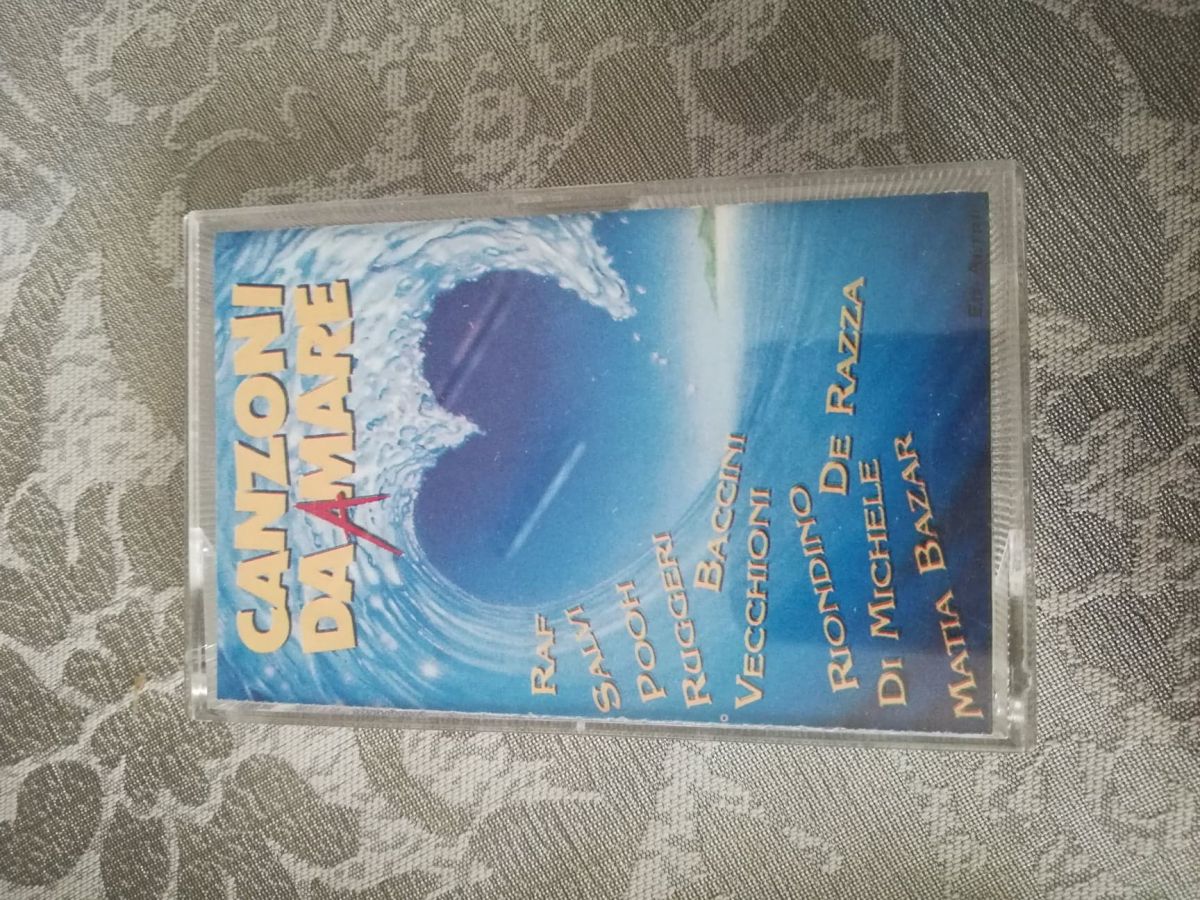 CANZONI
DA AMARE
RAF
SALVI
POOH
RUGGERI
BACCINI
VECCHIONI
RIONDINO
DE RAZZA
DI MICHELE
MATIA BAZAR